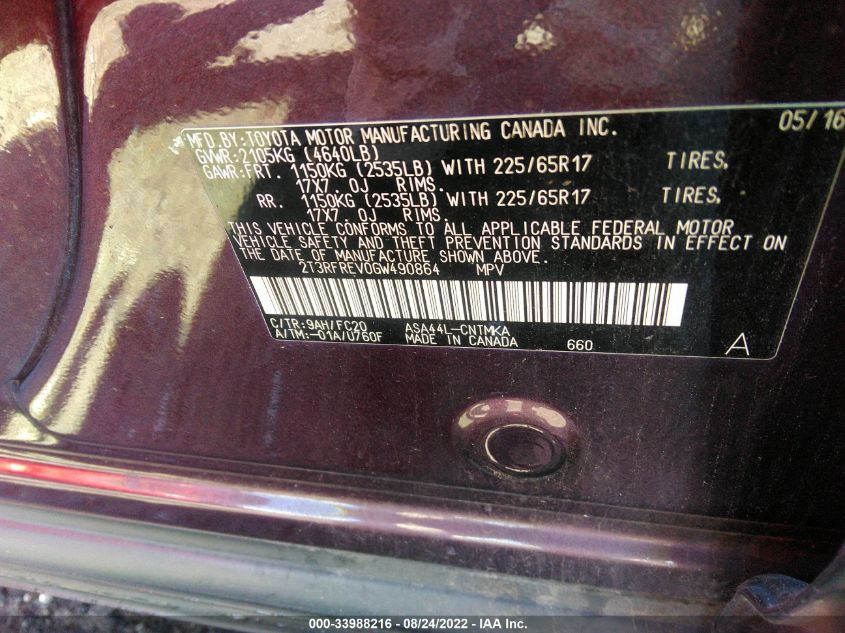 MFD. BY: TOYOTA MOTOR MANUFACTURING CANADA INC. 05/16
GVWR: 2105KG (4640LB)
GAWR: FRT. 1150KG (2535LB) WITH 225/65R17 TIRES,
17X7.0J RIMS.
RR. 1150KG (2535LB) WITH 225/65R17 TIRES,
17X7.0J RIMS.
THIS VEHICLE CONFORMS TO ALL APPLICABLE FEDERAL MOTOR
VEHICLE SAFETY AND THEFT PREVENTION STANDARDS IN EFFECT ON
THE DATE OF MANUFACTURE SHOWN ABOVE.
2T3RFREV0GW490864 MPV
C/TR: 9AH/FC20 ASA44L-CNTMKA
A/TM: -01A/U760F MADE IN CANADA 660 A
000-33988216 - 08/24/2022 - IAA Inc.